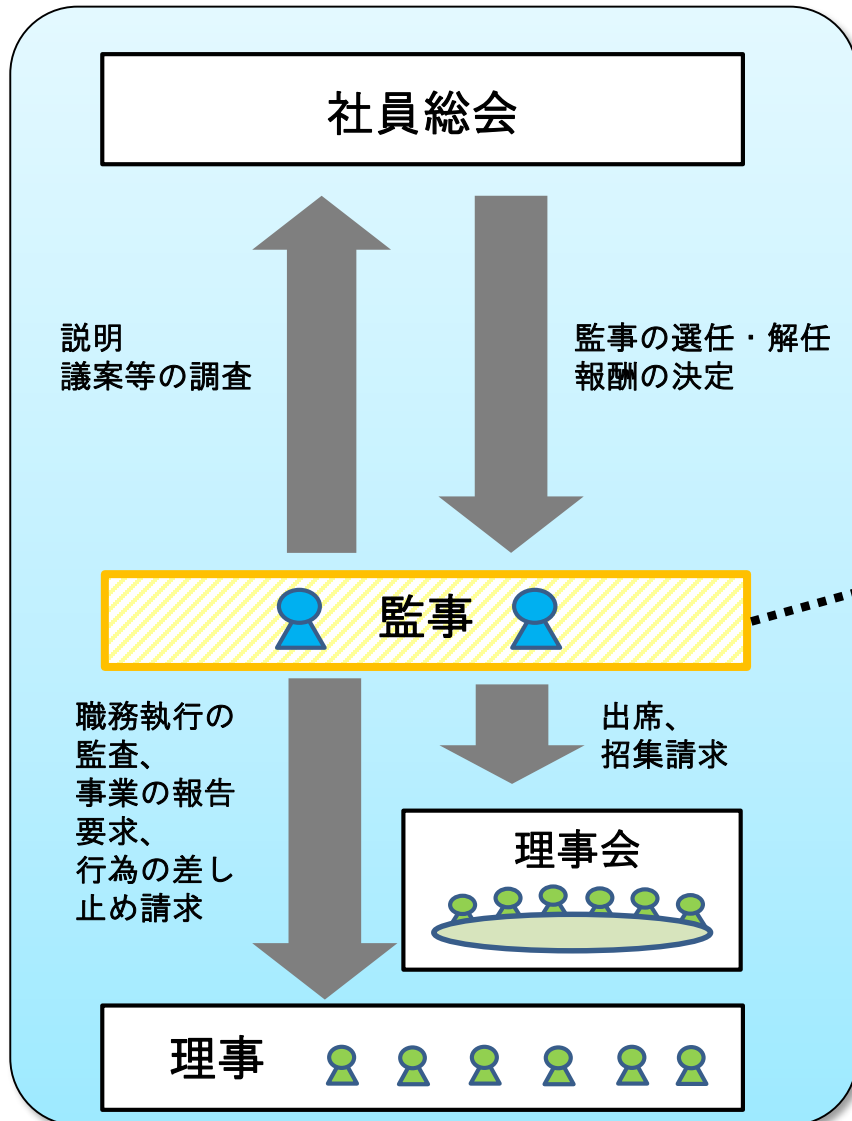 社員総会
説明
議案等の調査
監事の選任・解任
報酬の決定
監事
職務執行の
監査、
事業の報告
要求、
行為の差し
止め請求
出席、
招集請求
理事会
理事